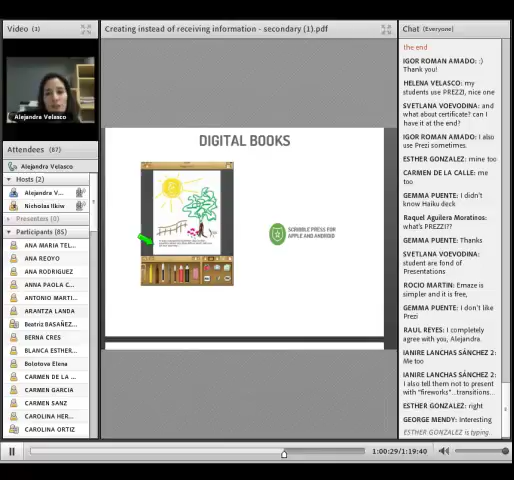 Video (1)
Alejandra Velasco
Attendees (87)
Alejandra Velasco
Hosts (2)
Alejandra V...
Nicholas Ilkiw
Presenters (0)
Participants (85)
ANA MARIA TEL...
ANA REOYO
ANA RODRIGUEZ
ANNA PAOLA C...
ANTONIO MARTI...
ARANTZA LANDA
Beatriz BASAÑEZ...
BERNA CRES
BLANCA ESTHER...
Bolotova Elena
CARMEN DE LA ...
CARMEN GARCIA
CARMEN SANZ
CAROLINA HER...
CAROLINA ORTIZ
Creating instead of receiving information - secondary (1).pdf
DIGITAL BOOKS
SCRIBBLE PRESS FOR
APPLE AND ANDROID
Chat (Everyone)
the end
IGOR ROMAN AMADO: :)
Thank you!
HELENA VELASCO: my
students use PREZZI, nice one
SVETLANA VOEVODINA: and
what about certificate? can I
have it at the end?
IGOR ROMAN AMADO: I also
use Prezi sometimes.
ESTHER GONZALEZ: mine too
CARMEN DE LA CALLE: me
too
GEMMA PUENTE: I didn't
know Haiku deck
Raquel Aguilera Moratinos:
what's PREZI??
GEMMA PUENTE: Thanks
SVETLANA VOEVODINA:
student are fond of
Presentations
ROCIO MARTIN: Emaze is
simpler and it is free,
GEMMA PUENTE: I don't like
Prezi
RAUL REYES: I completely
agree with you, Alejandra.
IANIRE LANCHAS SÁNCHEZ 2:
Me too
IANIRE LANCHAS SÁNCHEZ 2:
I also tell them not to present
with "fireworks"...transitions...
ESTHER GONZALEZ: right
GEORGE MENDY: Interesting
ESTHER GONZALEZ is typing...
1:00:29/1:19:40